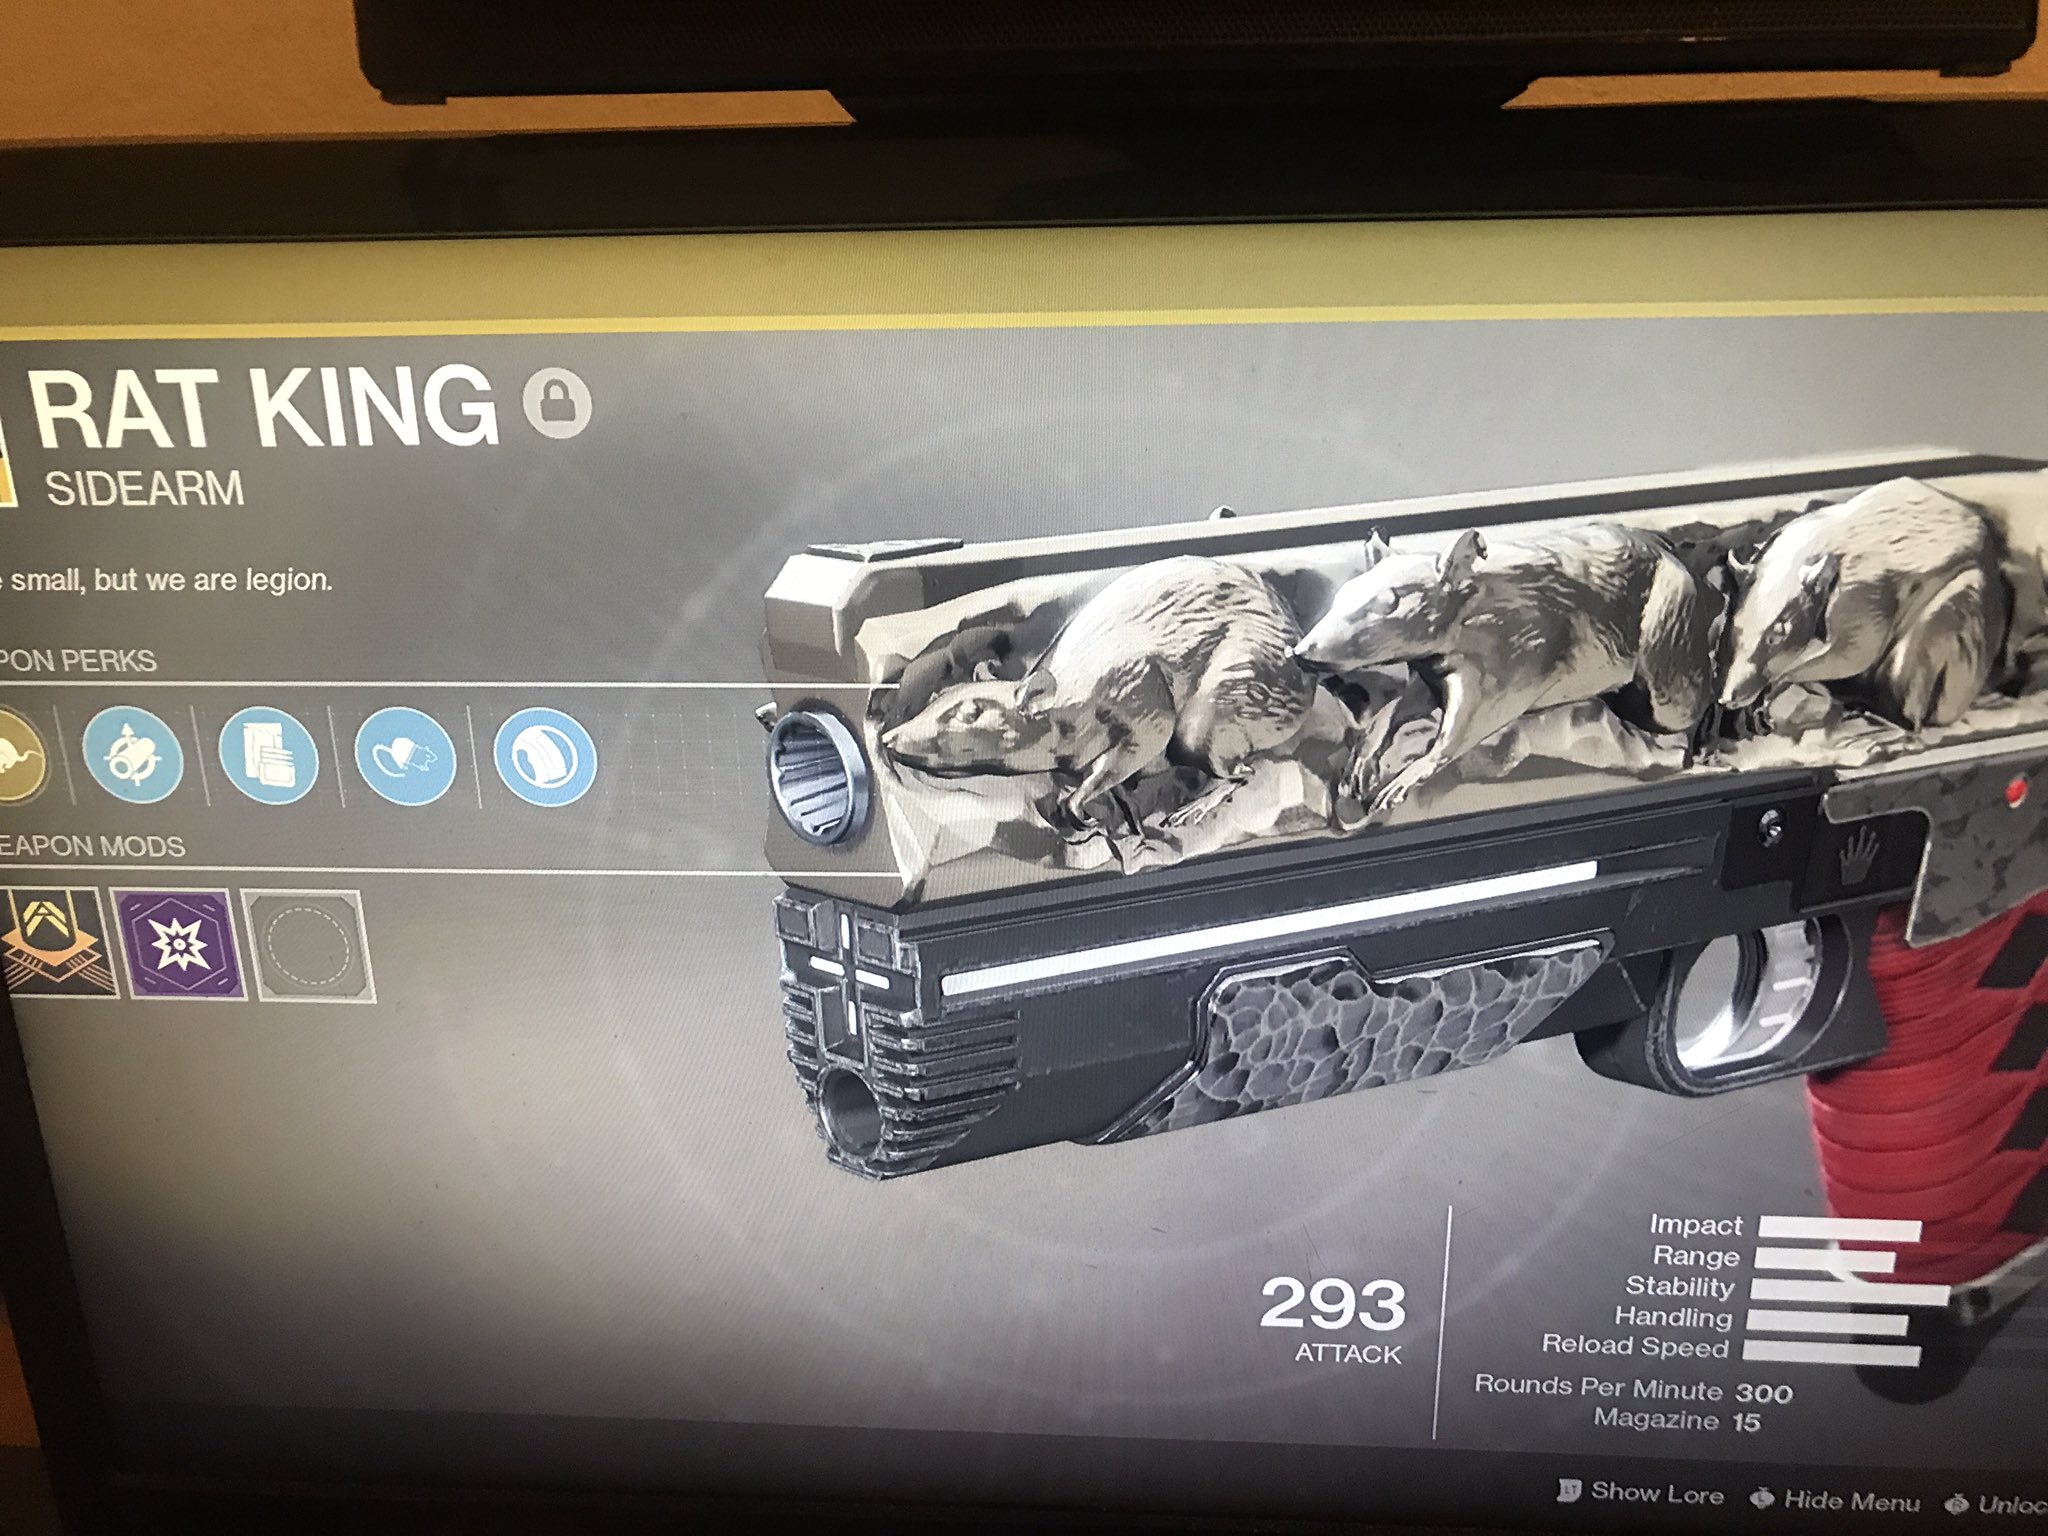 RAT KING
SIDEARM
small, but we are legion.
PON PERKS
EAPON MODS
293
ATTACK
Impact
Range
Stability
Handling
Reload Speed
Rounds Per Minute 300
Magazine 15
LT Show Lore
L Hide Menu
R Unloc